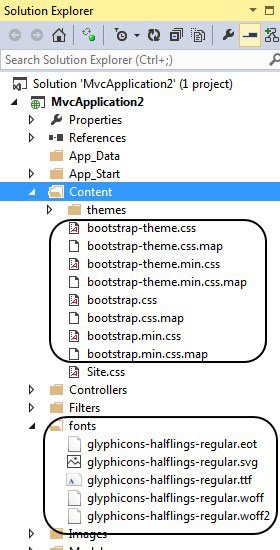 Solution Explorer
Search Solution Explorer (Ctrl+;)
Solution 'MvcApplication2' (1 project)
MvcApplication2
Properties
References
App_Data
App_Start
Content
themes
bootstrap-theme.css
bootstrap-theme.css.map
bootstrap-theme.min.css
bootstrap-theme.min.css.map
bootstrap.css
bootstrap.css.map
bootstrap.min.css
bootstrap.min.css.map
Site.css
Controllers
Filters
fonts
glyphicons-halflings-regular.eot
glyphicons-halflings-regular.svg
glyphicons-halflings-regular.ttf
glyphicons-halflings-regular.woff
glyphicons-halflings-regular.woff2
Images